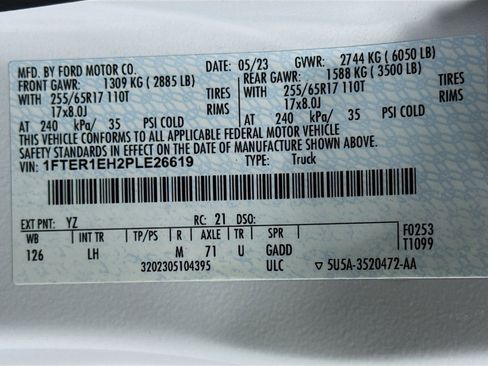 MFD. BY FORD MOTOR CO. DATE: 05/23 GVWR: 2744 KG (6050 LB)
FRONT GAWR: 1309 KG (2885 LB) REAR GAWR: 1588 KG (3500 LB)
WITH 255/65R17 110T TIRES WITH 255/65R17 110T TIRES
17x8.0J RIMS 17x8.0J RIMS
AT 240 kPa/ 35 PSI COLD AT 240 kPa/ 35 PSI COLD
THIS VEHICLE CONFORMS TO ALL APPLICABLE FEDERAL MOTOR VEHICLE
SAFETY STANDARDS IN EFFECT ON THE DATE OF MANUFACTURE SHOWN ABOVE.
VIN: 1FTER1EH2PLE26619 TYPE: Truck
EXT PNT: YZ RC: 21 DSO:
WB INT TR TP/PS R AXLE TR SPR F0253
126 LH M 71 U GADD T1099
3202305104395 ULC ▽ 5U5A-3520472-AA